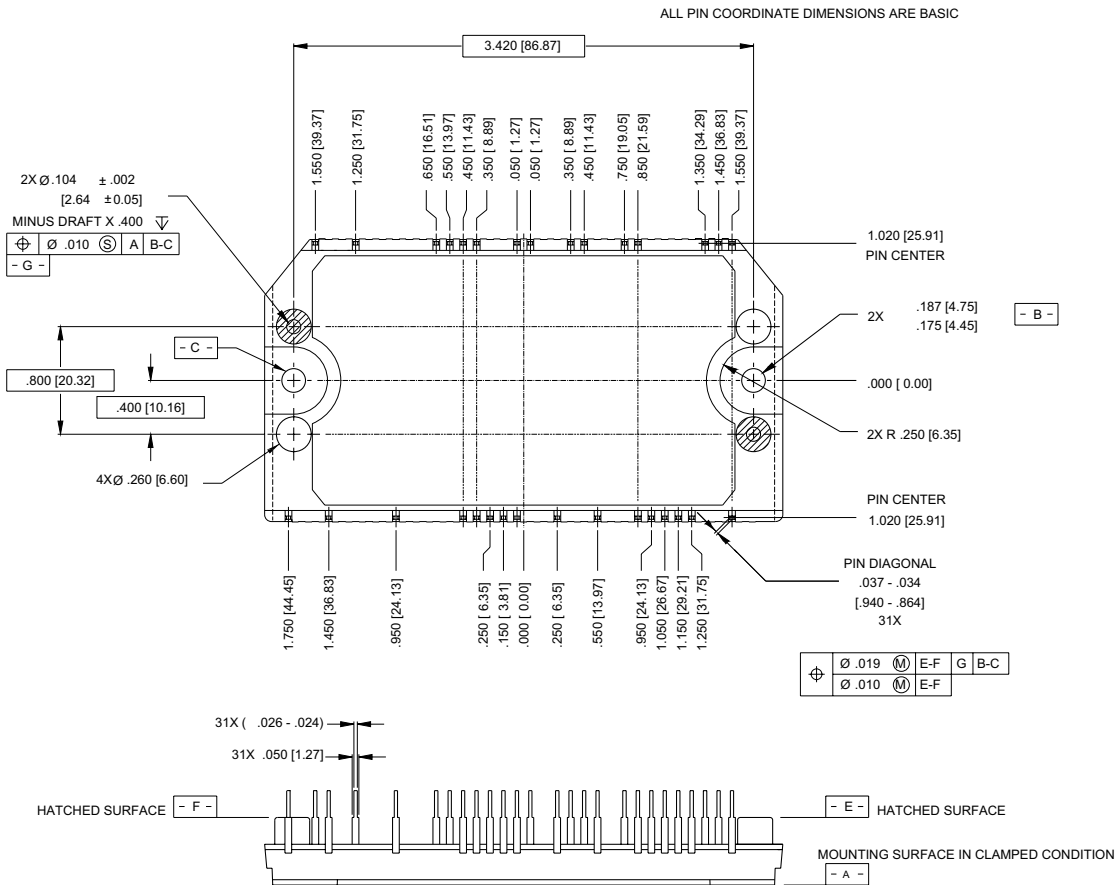 ALL PIN COORDINATE DIMENSIONS ARE BASIC
3.420 [86.87]
1.550 [39.37]
1.250 [31.75]
.650 [16.51]
.550 [13.97]
.450 [11.43]
.350 [ 8.89]
.050 [ 1.27]
.050 [ 1.27]
.350 [ 8.89]
.450 [11.43]
.750 [19.05]
.850 [21.59]
1.350 [34.29]
1.450 [36.83]
1.550 [39.37]
2X Ø .104 ± .002
[2.64 ± 0.05]
MINUS DRAFT X .400
Ø .010 Ⓢ A B-C
- G -
1.020 [25.91]
PIN CENTER
2X .187 [4.75]
.175 [4.45]
- B -
- C -
.800 [20.32]
.400 [10.16]
.000 [ 0.00]
2X R .250 [6.35]
4X Ø .260 [6.60]
PIN CENTER
1.020 [25.91]
PIN DIAGONAL
.037 - .034
[.940 - .864]
31X
1.750 [44.45]
1.450 [36.83]
.950 [24.13]
.250 [ 6.35]
.150 [ 3.81]
.000 [ 0.00]
.250 [ 6.35]
.550 [13.97]
.950 [24.13]
1.050 [26.67]
1.150 [29.21]
1.250 [31.75]
Ø .019 Ⓜ E-F G B-C
Ø .010 Ⓜ E-F
31X ( .026 - .024)
31X .050 [1.27]
HATCHED SURFACE - F -
- E - HATCHED SURFACE
MOUNTING SURFACE IN CLAMPED CONDITION
- A -